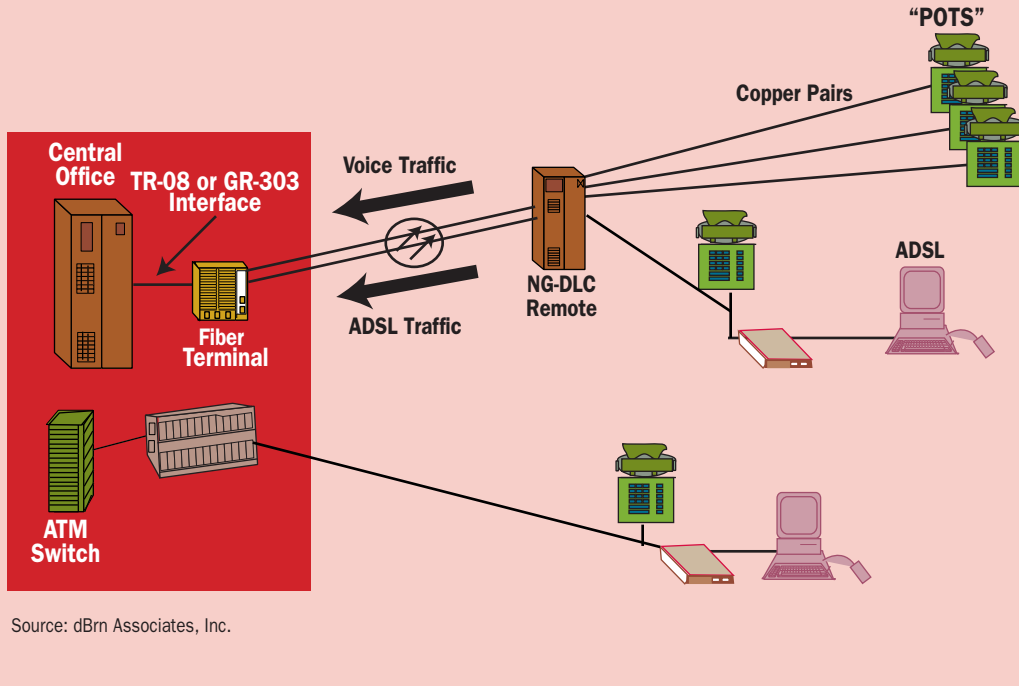 “POTS”
Copper Pairs
Central
Office
TR-08 or GR-303
Interface
Voice Traffic
ADSL
NG-DLC
Remote
ADSL Traffic
Fiber
Terminal
ATM
Switch
Source: dBrn Associates, Inc.